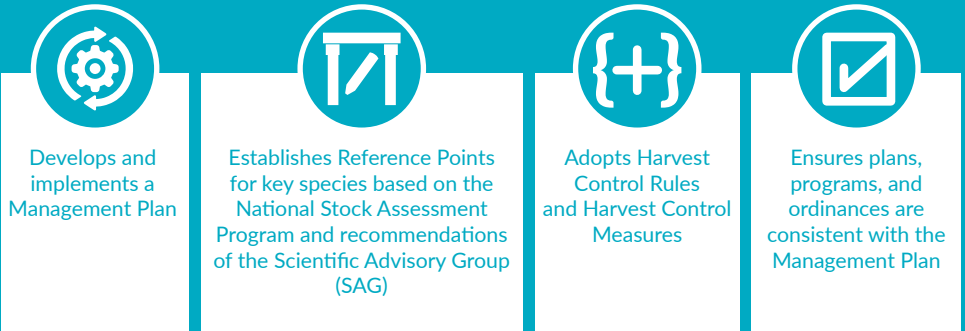 Develops and
implements a
Management Plan
Establishes Reference Points
for key species based on the
National Stock Assessment
Program and recommendations
of the Scientific Advisory Group
(SAG)
Adopts Harvest
Control Rules
and Harvest Control
Measures
Ensures plans,
programs, and
ordinances are
consistent with the
Management Plan